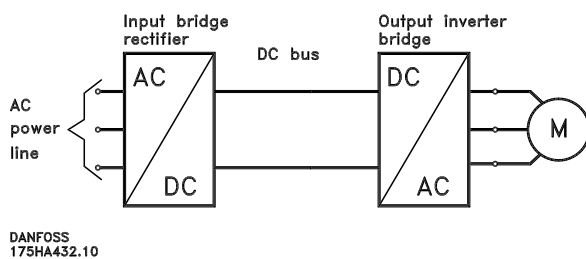 Input bridge
rectifier
DC bus
Output inverter
bridge
AC
power
line
AC
DC
DC
AC
M
DANFOSS
175HA432.10